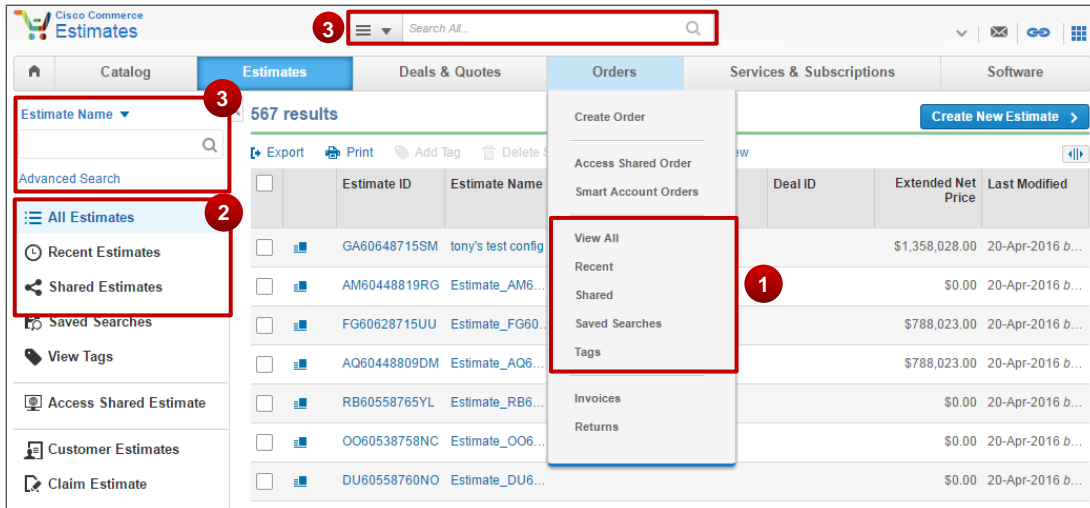 Cisco Commerce
Estimates
3
Search All...
Catalog
Estimates
Deals & Quotes
Orders
Services & Subscriptions
Software
3
Estimate Name
Advanced Search
2
All Estimates
Recent Estimates
Shared Estimates
Saved Searches
View Tags
Access Shared Estimate
Customer Estimates
Claim Estimate
567 results
Create New Estimate
Export Print Add Tag Delete
Estimate ID Estimate Name Deal ID Extended Net Price Last Modified
GA60648715SM tony's test config $1,358,028.00 20-Apr-2016 b...
AM60448819RG Estimate_AM6... $0.00 20-Apr-2016 b...
FG60628715UU Estimate_FG60... $788,023.00 20-Apr-2016 b...
AQ60448809DM Estimate_AQ6... $788,023.00 20-Apr-2016 b...
RB60558765YL Estimate_RB6... $0.00 20-Apr-2016 b...
OO60538758NC Estimate_OO6... $0.00 20-Apr-2016 b...
DU60558760NO Estimate_DU6... $0.00 20-Apr-2016 b...
Create Order
Access Shared Order
Smart Account Orders
View All
Recent
Shared
Saved Searches
Tags
1
Invoices
Returns